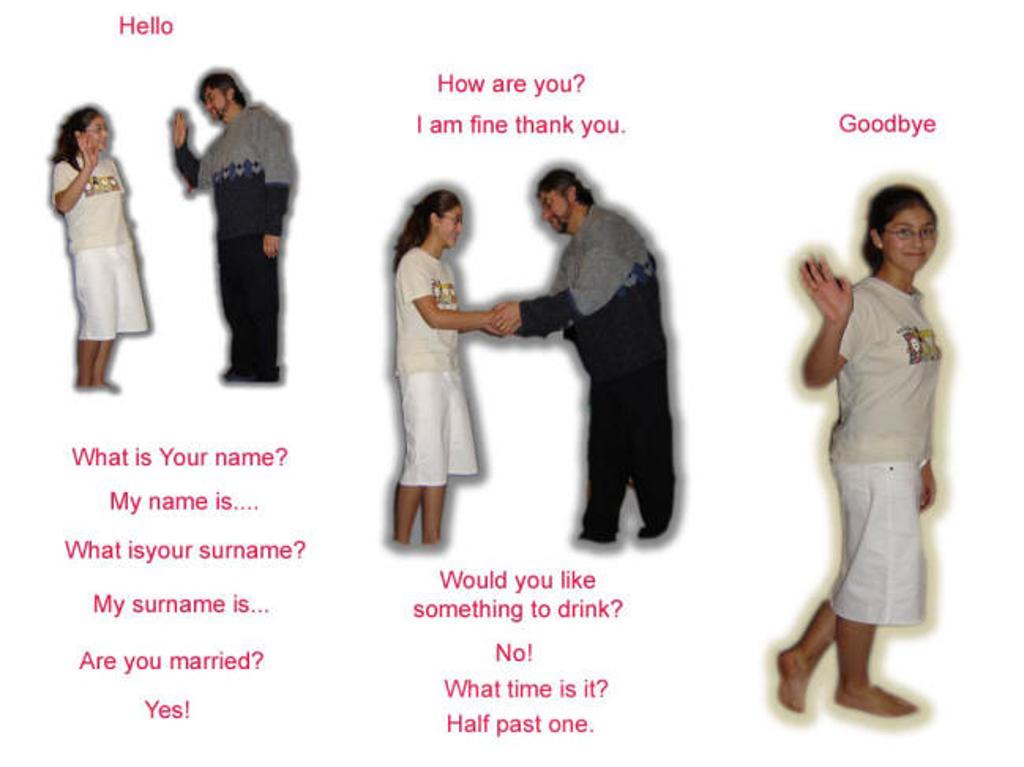 Hello
What is Your name?
My name is....
What isyour surname?
My surname is...
Are you married?
Yes!
How are you?
I am fine thank you.
Would you like
something to drink?
No!
What time is it?
Half past one.
Goodbye